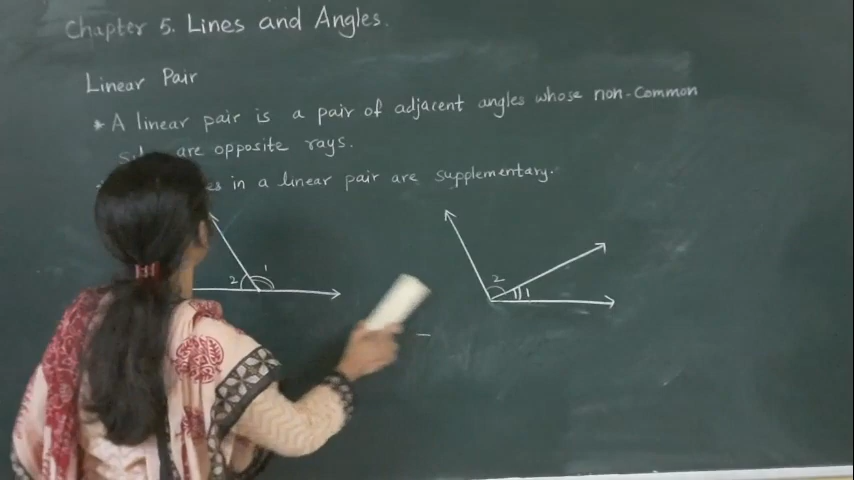 Chapter 5. Lines and Angles.
Linear Pair
* A linear pair is a pair of adjacent angles whose non-common
are opposite rays.
in a linear pair are supplementary.
2 1
2 1